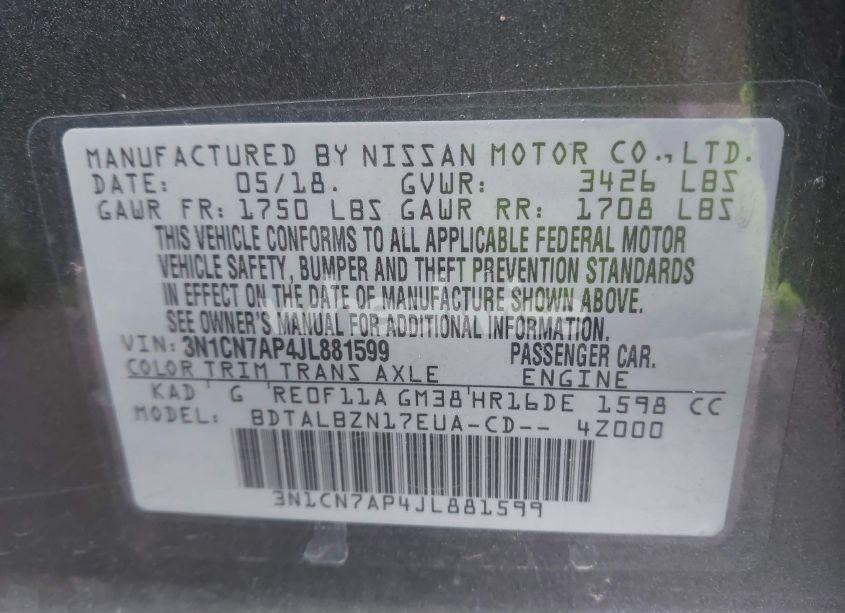 MANUFACTURED BY NISSAN MOTOR CO., LTD.
DATE: 05/18. GVWR: 3426 LBS
GAWR FR: 1750 LBS GAWR RR: 1708 LBS
THIS VEHICLE CONFORMS TO ALL APPLICABLE FEDERAL MOTOR
VEHICLE SAFETY, BUMPER AND THEFT PREVENTION STANDARDS
IN EFFECT ON THE DATE OF MANUFACTURE SHOWN ABOVE.
SEE OWNER'S MANUAL FOR ADDITIONAL INFORMATION.
VIN: 3N1CN7AP4JL881599 PASSENGER CAR.
COLOR TRIM TRANS AXLE ENGINE
KAD G RE0F11A GM38 HR16DE 1598 CC
MODEL: BDTALBZN17EUA-CD-- 4Z000
3N1CN7AP4JL881599